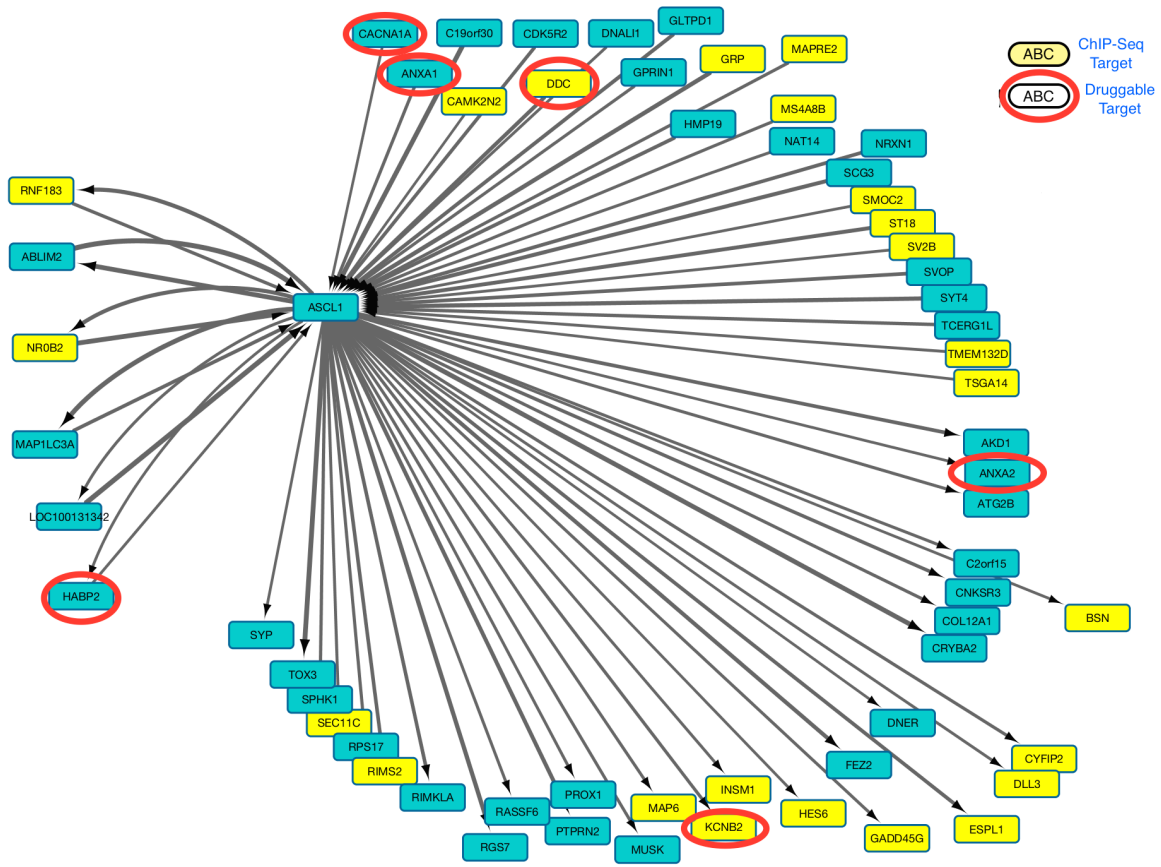 CACNA1A
C19orf30
CDK5R2
DNALI1
GLTPD1
ANXA1
DDC
GPRIN1
GRP
MAPRE2
CAMK2N2
HMP19
MS4A8B
NAT14
NRXN1
SCG3
SMOC2
ST18
SV2B
SVOP
SYT4
TCERG1L
TMEM132D
TSGA14
ABC
ChIP-Seq
Target
ABC
Druggable
Target
RNF183
ABLIM2
ASCL1
NR0B2
MAP1LC3A
LOC100131342
HABP2
AKD1
ANXA2
ATG2B
C2orf15
CNKSR3
COL12A1
CRYBA2
BSN
SYP
TOX3
SPHK1
SEC11C
RPS17
RIMS2
RIMKLA
RGS7
RASSF6
PROX1
PTPRN2
MUSK
MAP6
KCNB2
INSM1
HES6
DNER
FEZ2
GADD45G
ESPL1
CYFIP2
DLL3